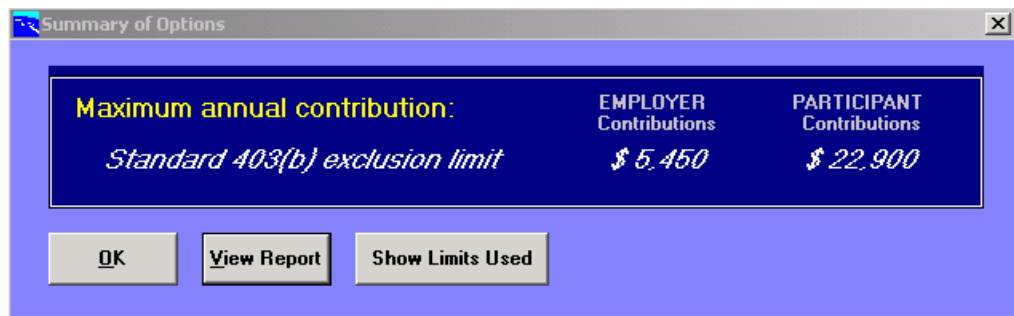 Summary of Options
Maximum annual contribution:
EMPLOYER
Contributions
PARTICIPANT
Contributions
Standard 403(b) exclusion limit
$ 5,450
$ 22,900
OK
View Report
Show Limits Used